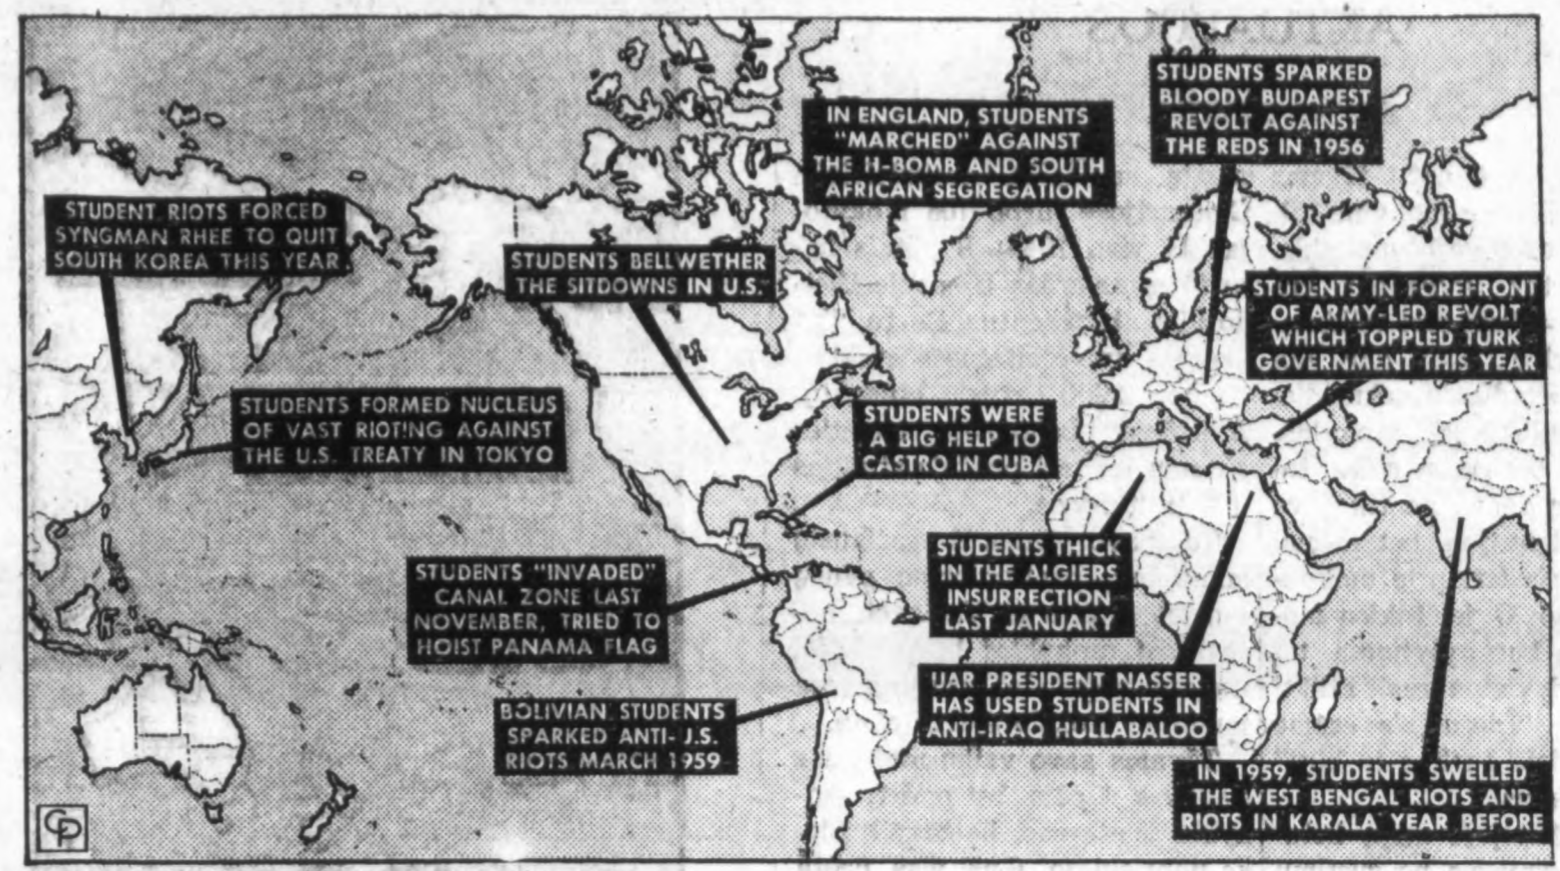 STUDENTS SPARKED
BLOODY BUDAPEST
REVOLT AGAINST
THE REDS IN 1956
IN ENGLAND, STUDENTS
"MARCHED" AGAINST
THE H-BOMB AND SOUTH
AFRICAN SEGREGATION
STUDENT RIOTS FORCED
SYNGMAN RHEE TO QUIT
SOUTH KOREA THIS YEAR
STUDENTS BELLWETHER
THE SITDOWNS IN U.S.
STUDENTS IN FOREFRONT
OF ARMY-LED REVOLT
WHICH TOPPLED TURK
GOVERNMENT THIS YEAR
STUDENTS FORMED NUCLEUS
OF VAST RIOTING AGAINST
THE U.S. TREATY IN TOKYO
STUDENTS WERE
A BIG HELP TO
CASTRO IN CUBA
STUDENTS THICK
IN THE ALGIERS
INSURRECTION
LAST JANUARY
STUDENTS "INVADED"
CANAL ZONE LAST
NOVEMBER, TRIED TO
HOIST PANAMA FLAG
UAR PRESIDENT NASSER
HAS USED STUDENTS IN
ANTI-IRAQ HULLABALOO
BOLIVIAN STUDENTS
SPARKED ANTI-U.S.
RIOTS MARCH 1959
IN 1959, STUDENTS SWELLED
THE WEST BENGAL RIOTS AND
RIOTS IN KARALA YEAR BEFORE
CP